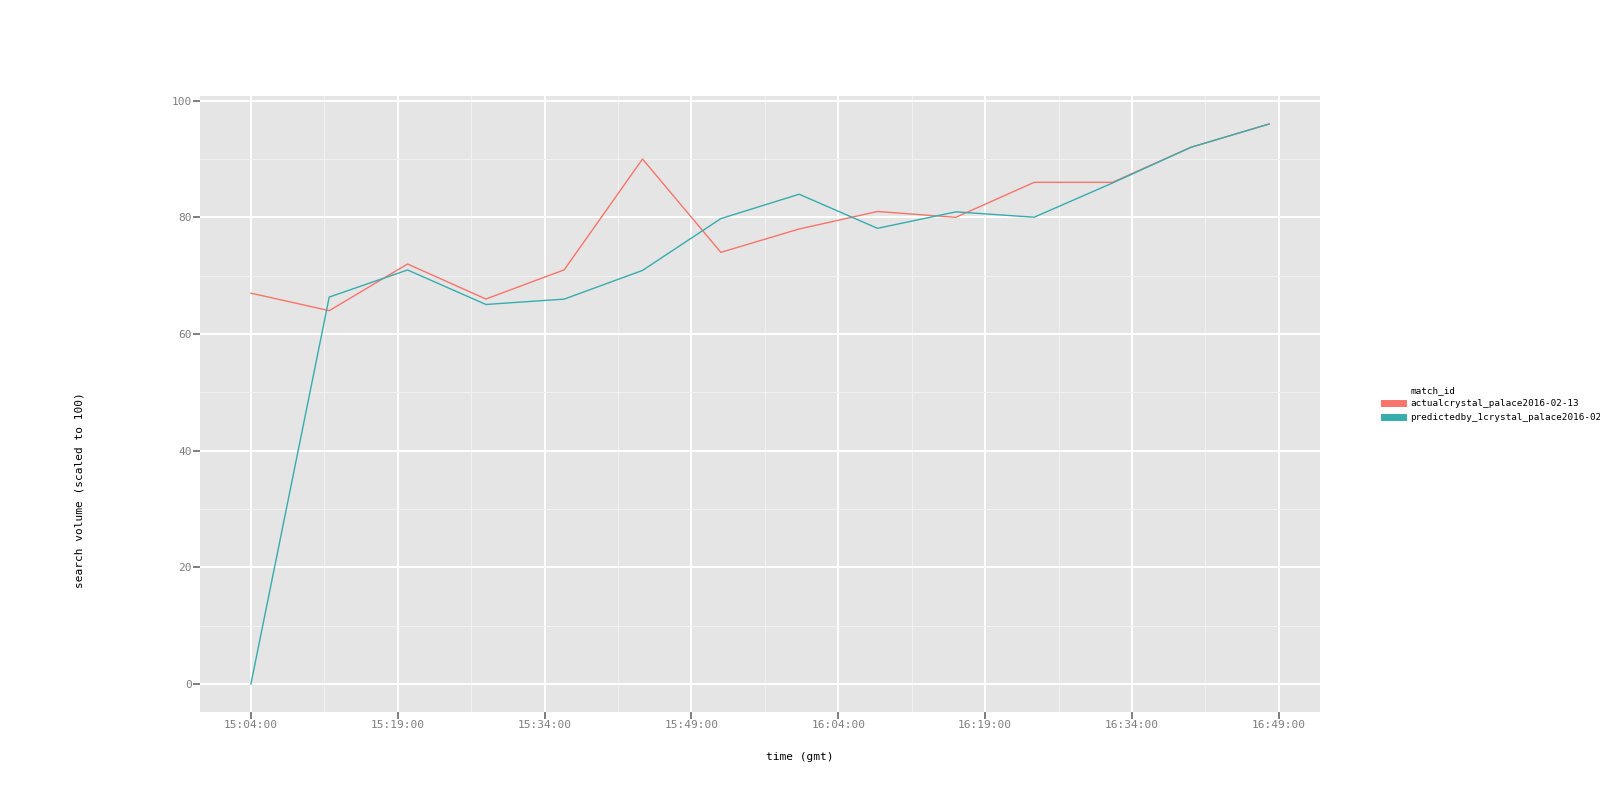 100
80
60
40
20
0
search volume (scaled to 100)
15:04:00 15:19:00 15:34:00 15:49:00 16:04:00 16:19:00 16:34:00 16:49:00
time (gmt)
match_id
actualcrystal_palace2016-02-13
predictedby_1crystal_palace2016-02